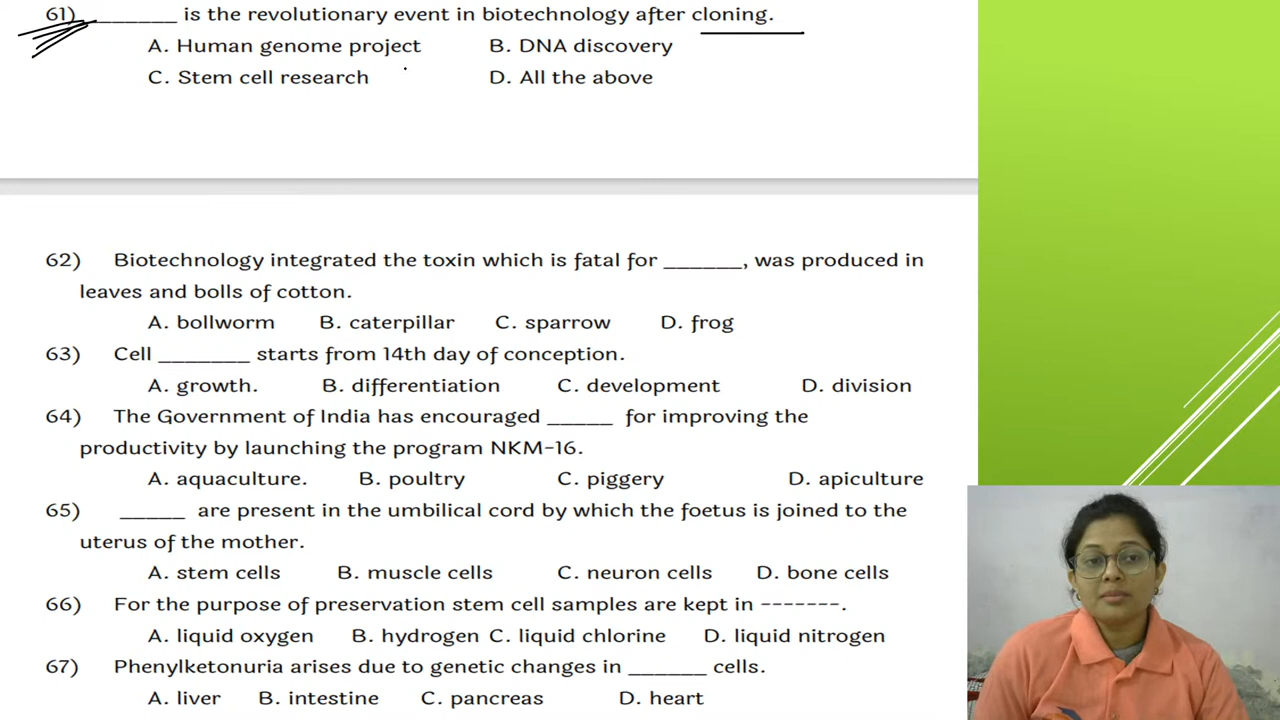 61) _______ is the revolutionary event in biotechnology after cloning.
A. Human genome project B. DNA discovery
C. Stem cell research D. All the above
62) Biotechnology integrated the toxin which is fatal for ______, was produced in
leaves and bolls of cotton.
A. bollworm B. caterpillar C. sparrow D. frog
63) Cell _______ starts from 14th day of conception.
A. growth. B. differentiation C. development D. division
64) The Government of India has encouraged _____ for improving the
productivity by launching the program NKM-16.
A. aquaculture. B. poultry C. piggery D. apiculture
65) _____ are present in the umbilical cord by which the foetus is joined to the
uterus of the mother.
A. stem cells B. muscle cells C. neuron cells D. bone cells
66) For the purpose of preservation stem cell samples are kept in -------.
A. liquid oxygen B. hydrogen C. liquid chlorine D. liquid nitrogen
67) Phenylketonuria arises due to genetic changes in ______ cells.
A. liver B. intestine C. pancreas D. heart